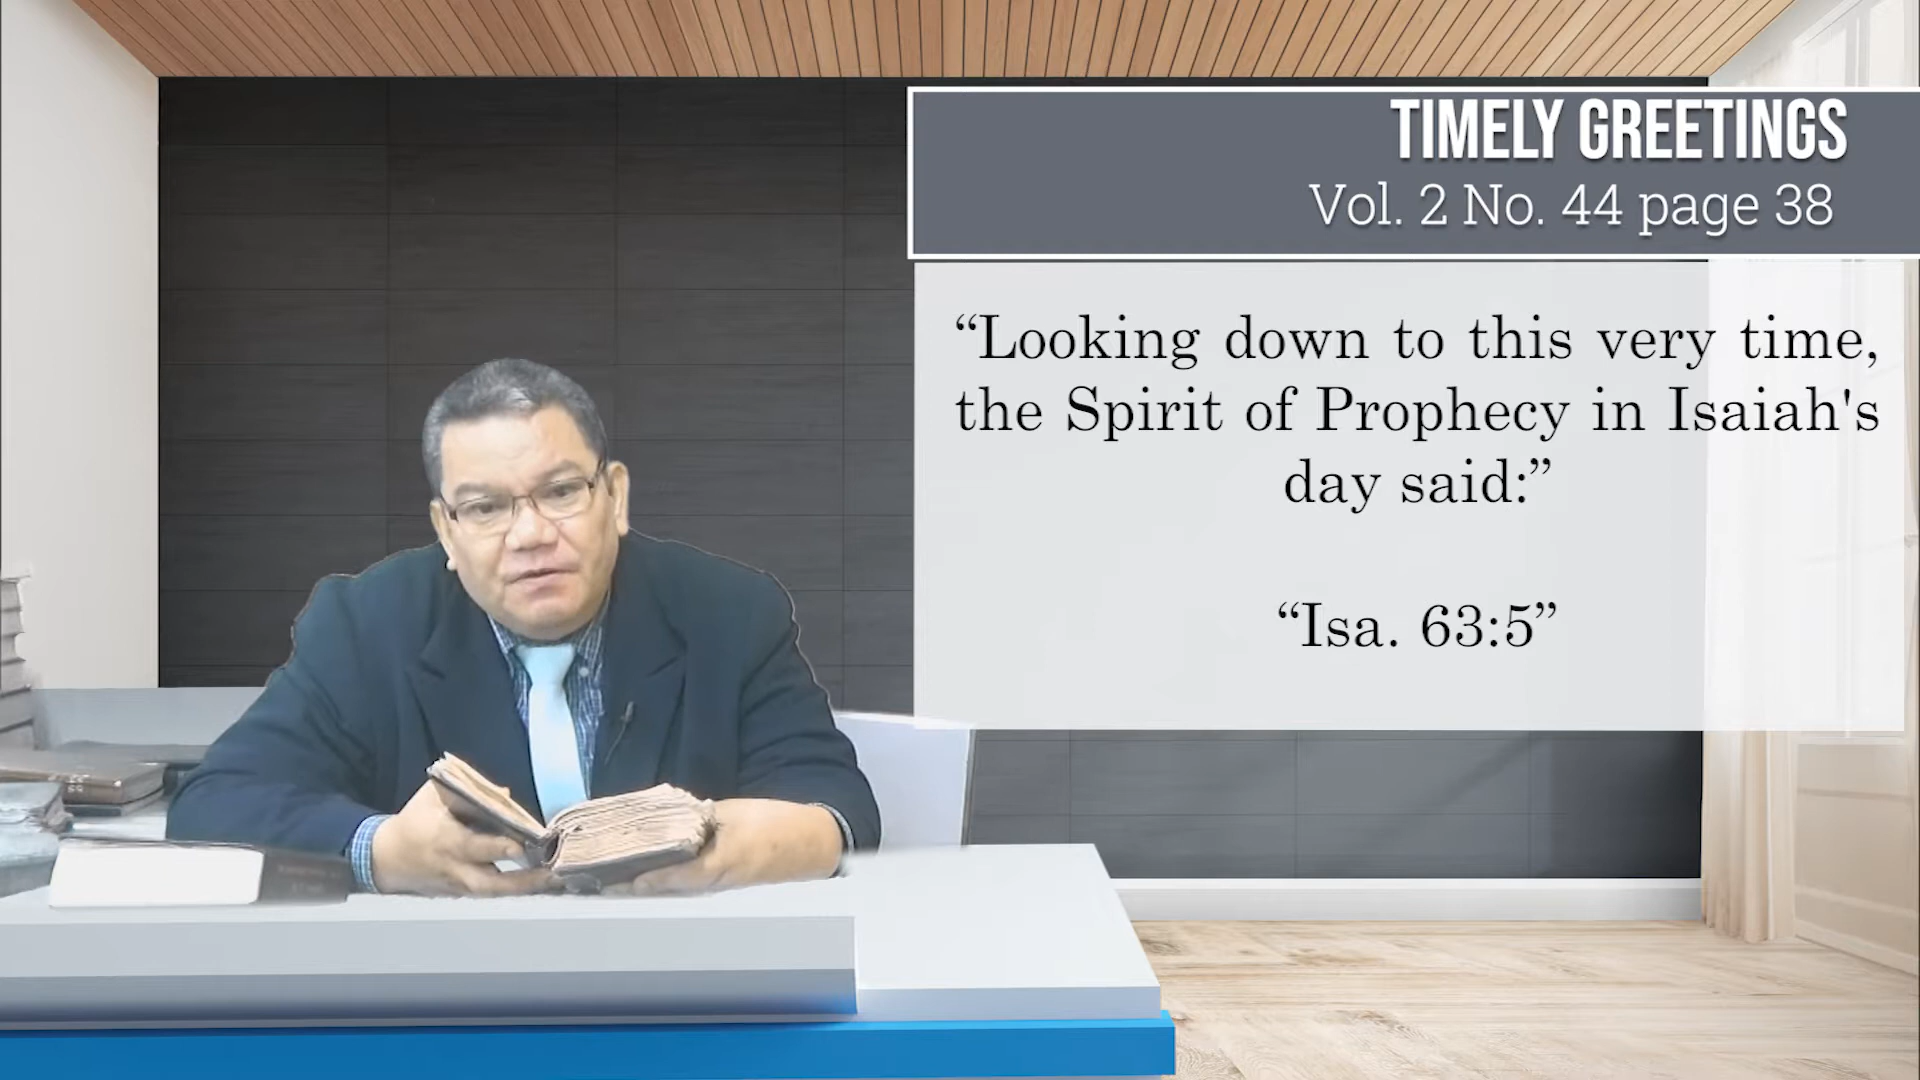 TIMELY GREETINGS
Vol. 2 No. 44 page 38
“Looking down to this very time,
the Spirit of Prophecy in Isaiah's
day said:”
“Isa. 63:5”